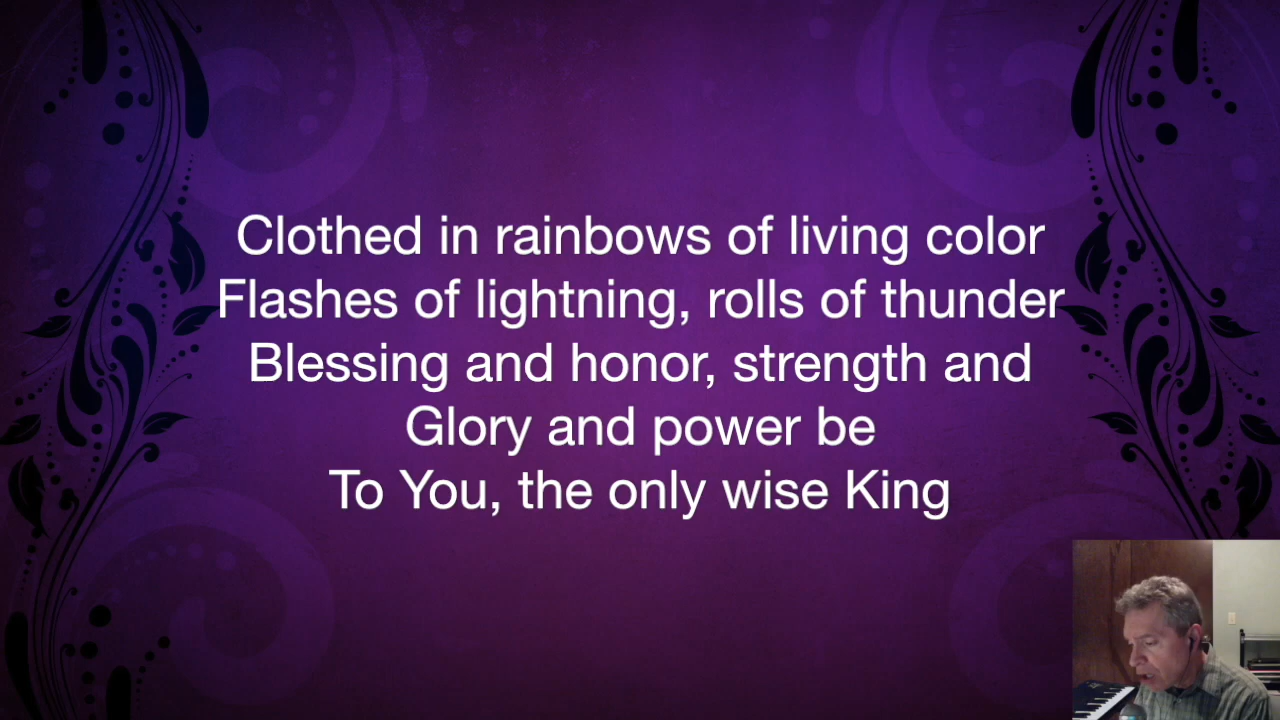 Clothed in rainbows of living color
Flashes of lightning, rolls of thunder
Blessing and honor, strength and
Glory and power be
To You, the only wise King